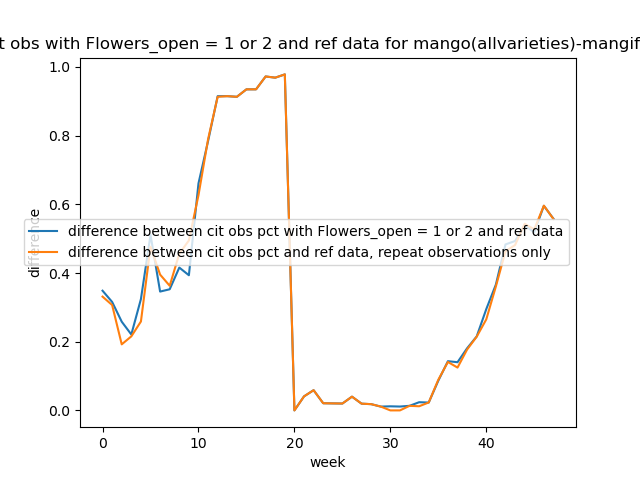 t obs with Flowers_open = 1 or 2 and ref data for mango(allvarieties)-mangif
1.0
0.8
0.6
0.4
0.2
0.0
difference
difference between cit obs pct with Flowers_open = 1 or 2 and ref data
difference between cit obs pct and ref data, repeat observations only
0
10
20
30
40
week